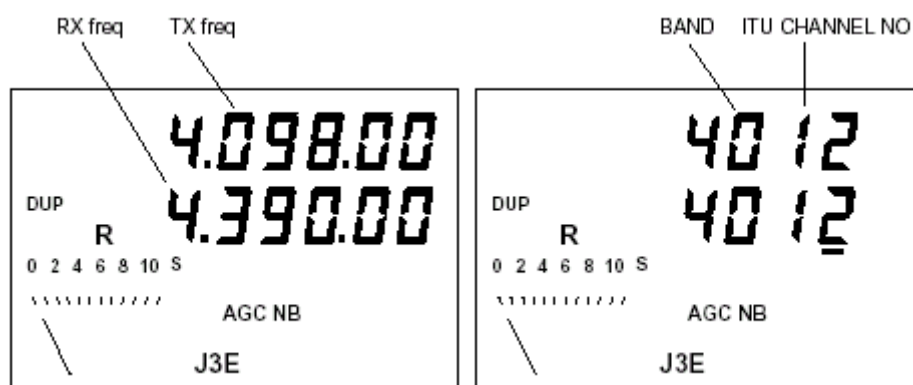 RX freq TX freq
4.098.00
4.390.00
DUP
R
0 2 4 6 8 10 S
AGC NB
J3E
BAND ITU CHANNEL NO
4012
4012
DUP
R
0 2 4 6 8 10 S
AGC NB
J3E